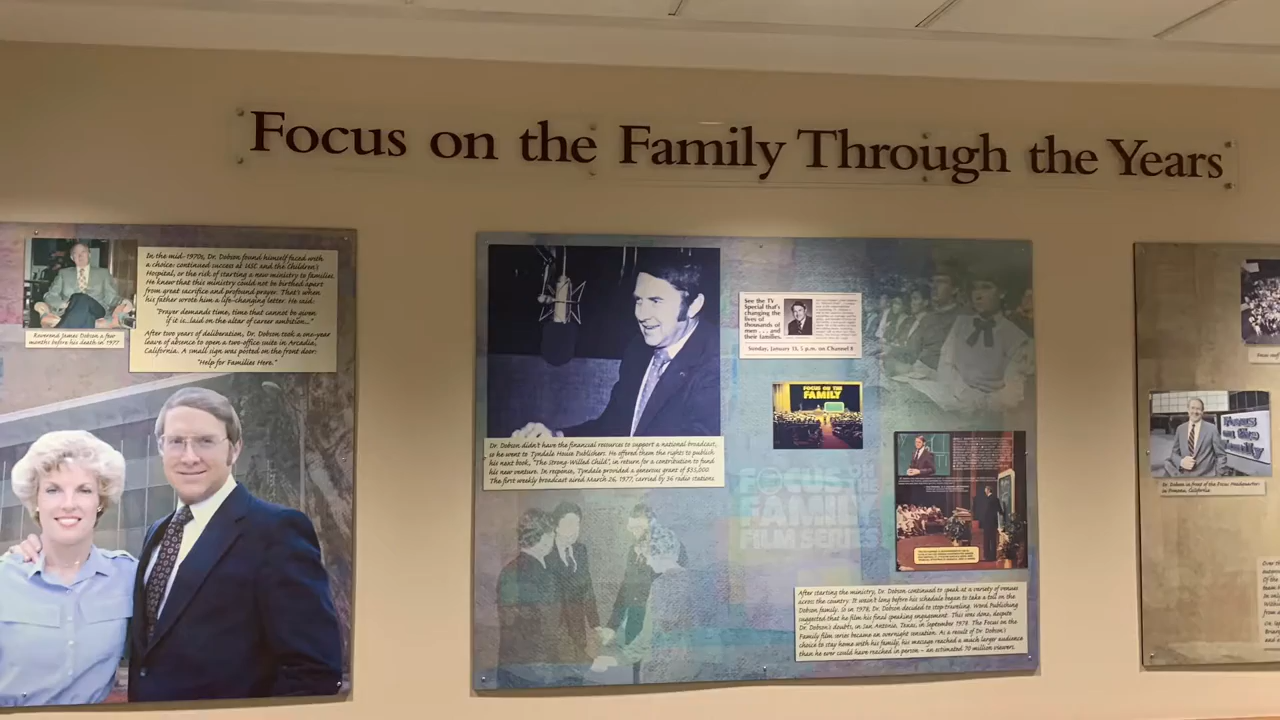 Focus on the Family Through the Years
In the mid-1970s, Dr. Dobson found himself faced with
a choice: continued success at USC and the Children's
Hospital, or the risk of starting a new ministry to families.
He knew that this ministry could not be birthed apart
from great sacrifice and profound prayer. That's when
his father wrote him a life-changing letter. He said:
"Prayer demands time, time that cannot be given
if it is laid on the altar of career ambition..."
After two years of deliberation, Dr. Dobson took a one-year
leave of absence to open a two-office suite in Arcadia,
California. A small sign was posted on the front door:
"Help for Families Here."
Reverend James Dobson a few
months before his death in 1977
Dr. Dobson didn't have the financial resources to support a national broadcast,
so he went to Tyndale House Publishers. He offered them the rights to publish
his next book, "The Strong-Willed Child", in return for a contribution to fund
his new venture. In response, Tyndale provided a generous grant of $35,000
The first weekly broadcast aired March 26, 1977, carried by 36 radio stations.
See the TV
Special that's
changing the
lives of
thousands of
men . . . and
their families.
Sunday, January 13, 5 p.m. on Channel 8
FOCUS ON THE
FAMILY
FOCUS ON
THE
FAMILY
FILM SERIES
After starting the ministry, Dr. Dobson continued to speak at a variety of venues
across the country. It wasn't long before his schedule began to take a toll on the
Dobson family. So in 1978, Dr. Dobson decided to stop traveling. Word Publishing
suggested that he film his final speaking engagement. This was done, despite
Dr. Dobson's doubts, in San Antonio, Texas, in September 1978. The Focus on the
Family film series became an overnight sensation. As a result of Dr. Dobson's
choice to stay home with his family, his message reached a much larger audience
than he ever could have reached in person – an estimated 70 million viewers.
Focus
on the
Family
Dr. Dobson in front of the Focus Headquarters
in Pomona, California
Over th